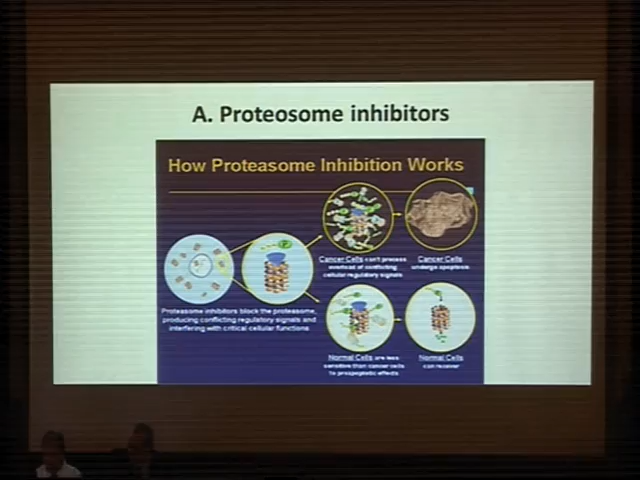 A. Proteosome inhibitors
How Proteasome Inhibition Works
Cancer Cells can't process
overload of conflicting
cellular regulatory signals
Cancer Cells
undergo apoptosis
Proteasome inhibitors block the proteasome,
producing conflicting regulatory signals and
interfering with critical cellular functions
Normal Cells are less
sensitive than cancer cells
to proapoptotic effects
Normal Cells
can recover